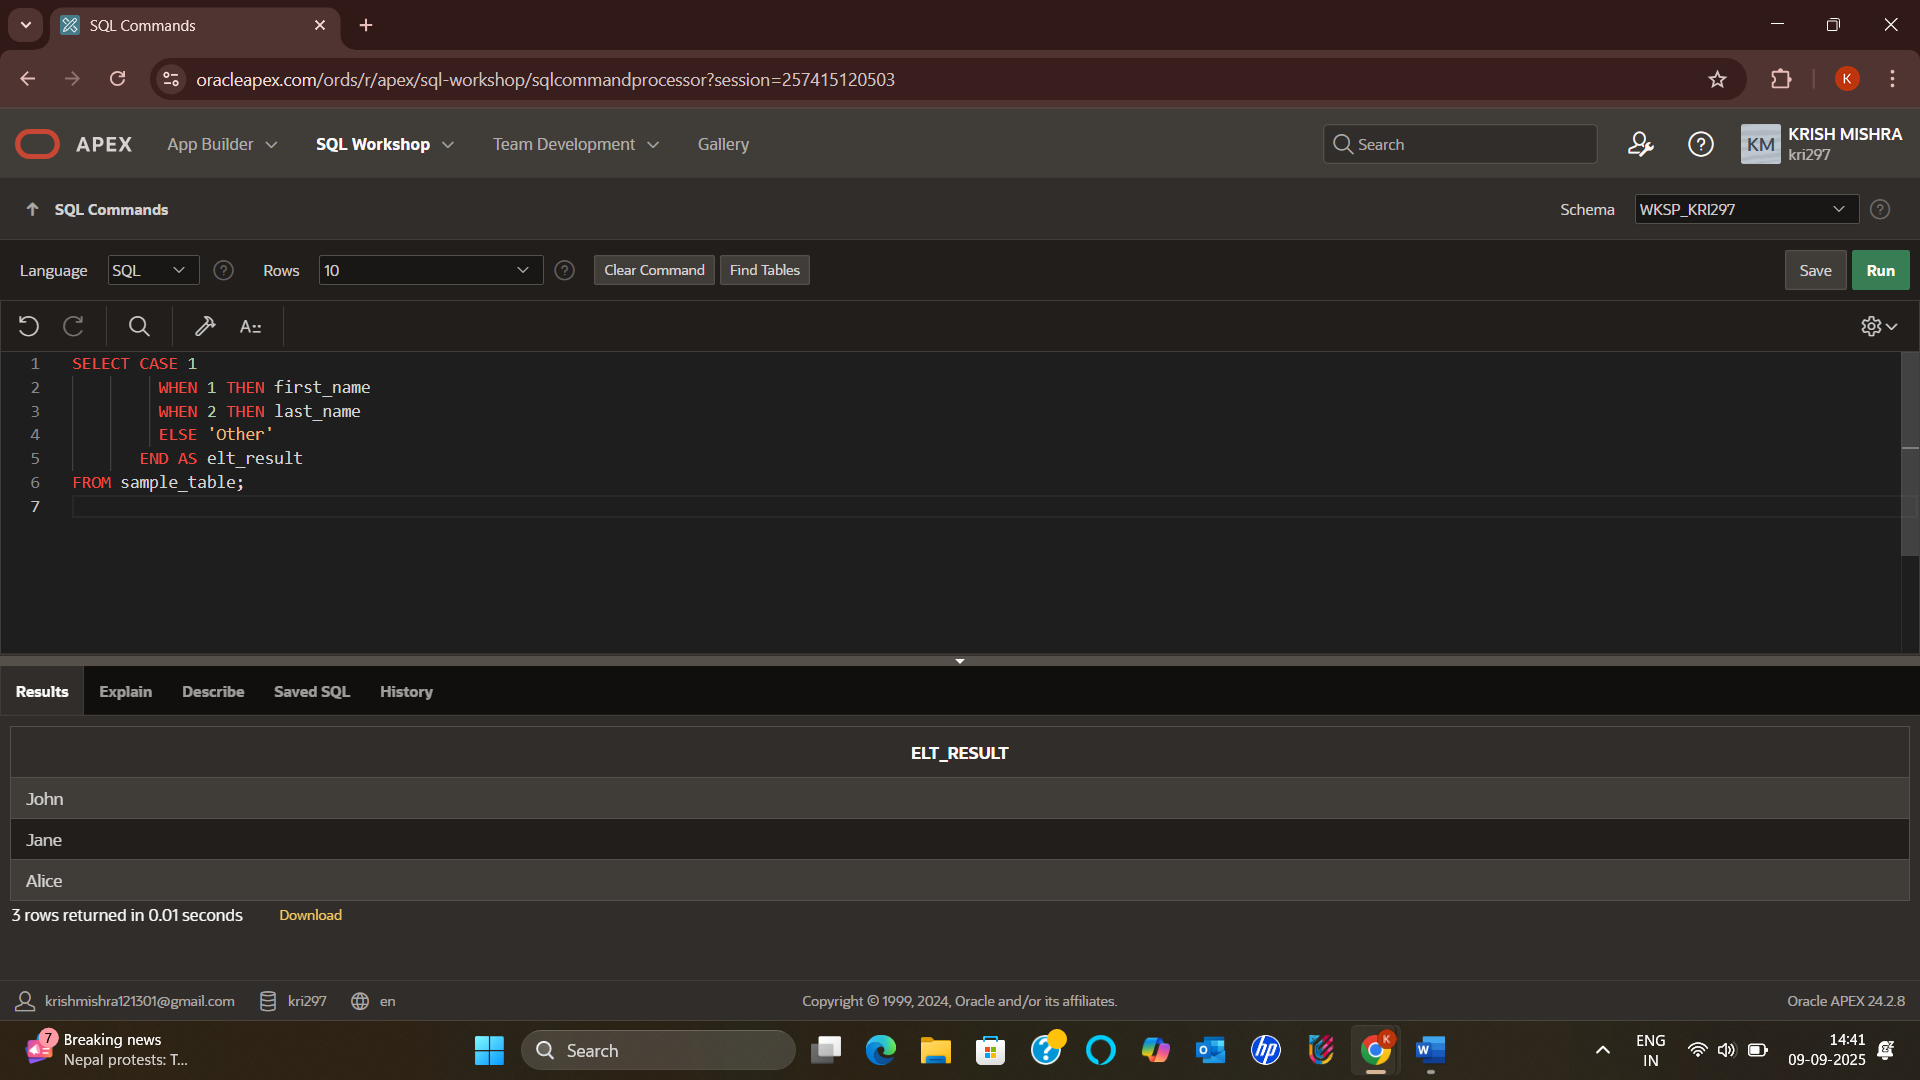 SQL Commands
oracleapex.com/ords/r/apex/sql-workshop/sqlcommandprocessor?session=257415120503
K
APEX App Builder SQL Workshop Team Development Gallery Search KM KRISH MISHRA
kri297
SQL Commands Schema WKSP_KRI297
Language SQL Rows 10 Clear Command Find Tables Save Run
1 SELECT CASE 1
2 WHEN 1 THEN first_name
3 WHEN 2 THEN last_name
4 ELSE 'Other'
5 END AS elt_result
6 FROM sample_table;
7
Results Explain Describe Saved SQL History
ELT_RESULT
John
Jane
Alice
3 rows returned in 0.01 seconds Download
krishmishra121301@gmail.com kri297 en Copyright © 1999, 2024, Oracle and/or its affiliates. Oracle APEX 24.2.8
7 Breaking news
Nepal protests: T...
Search
ENG
IN
14:41
09-09-2025